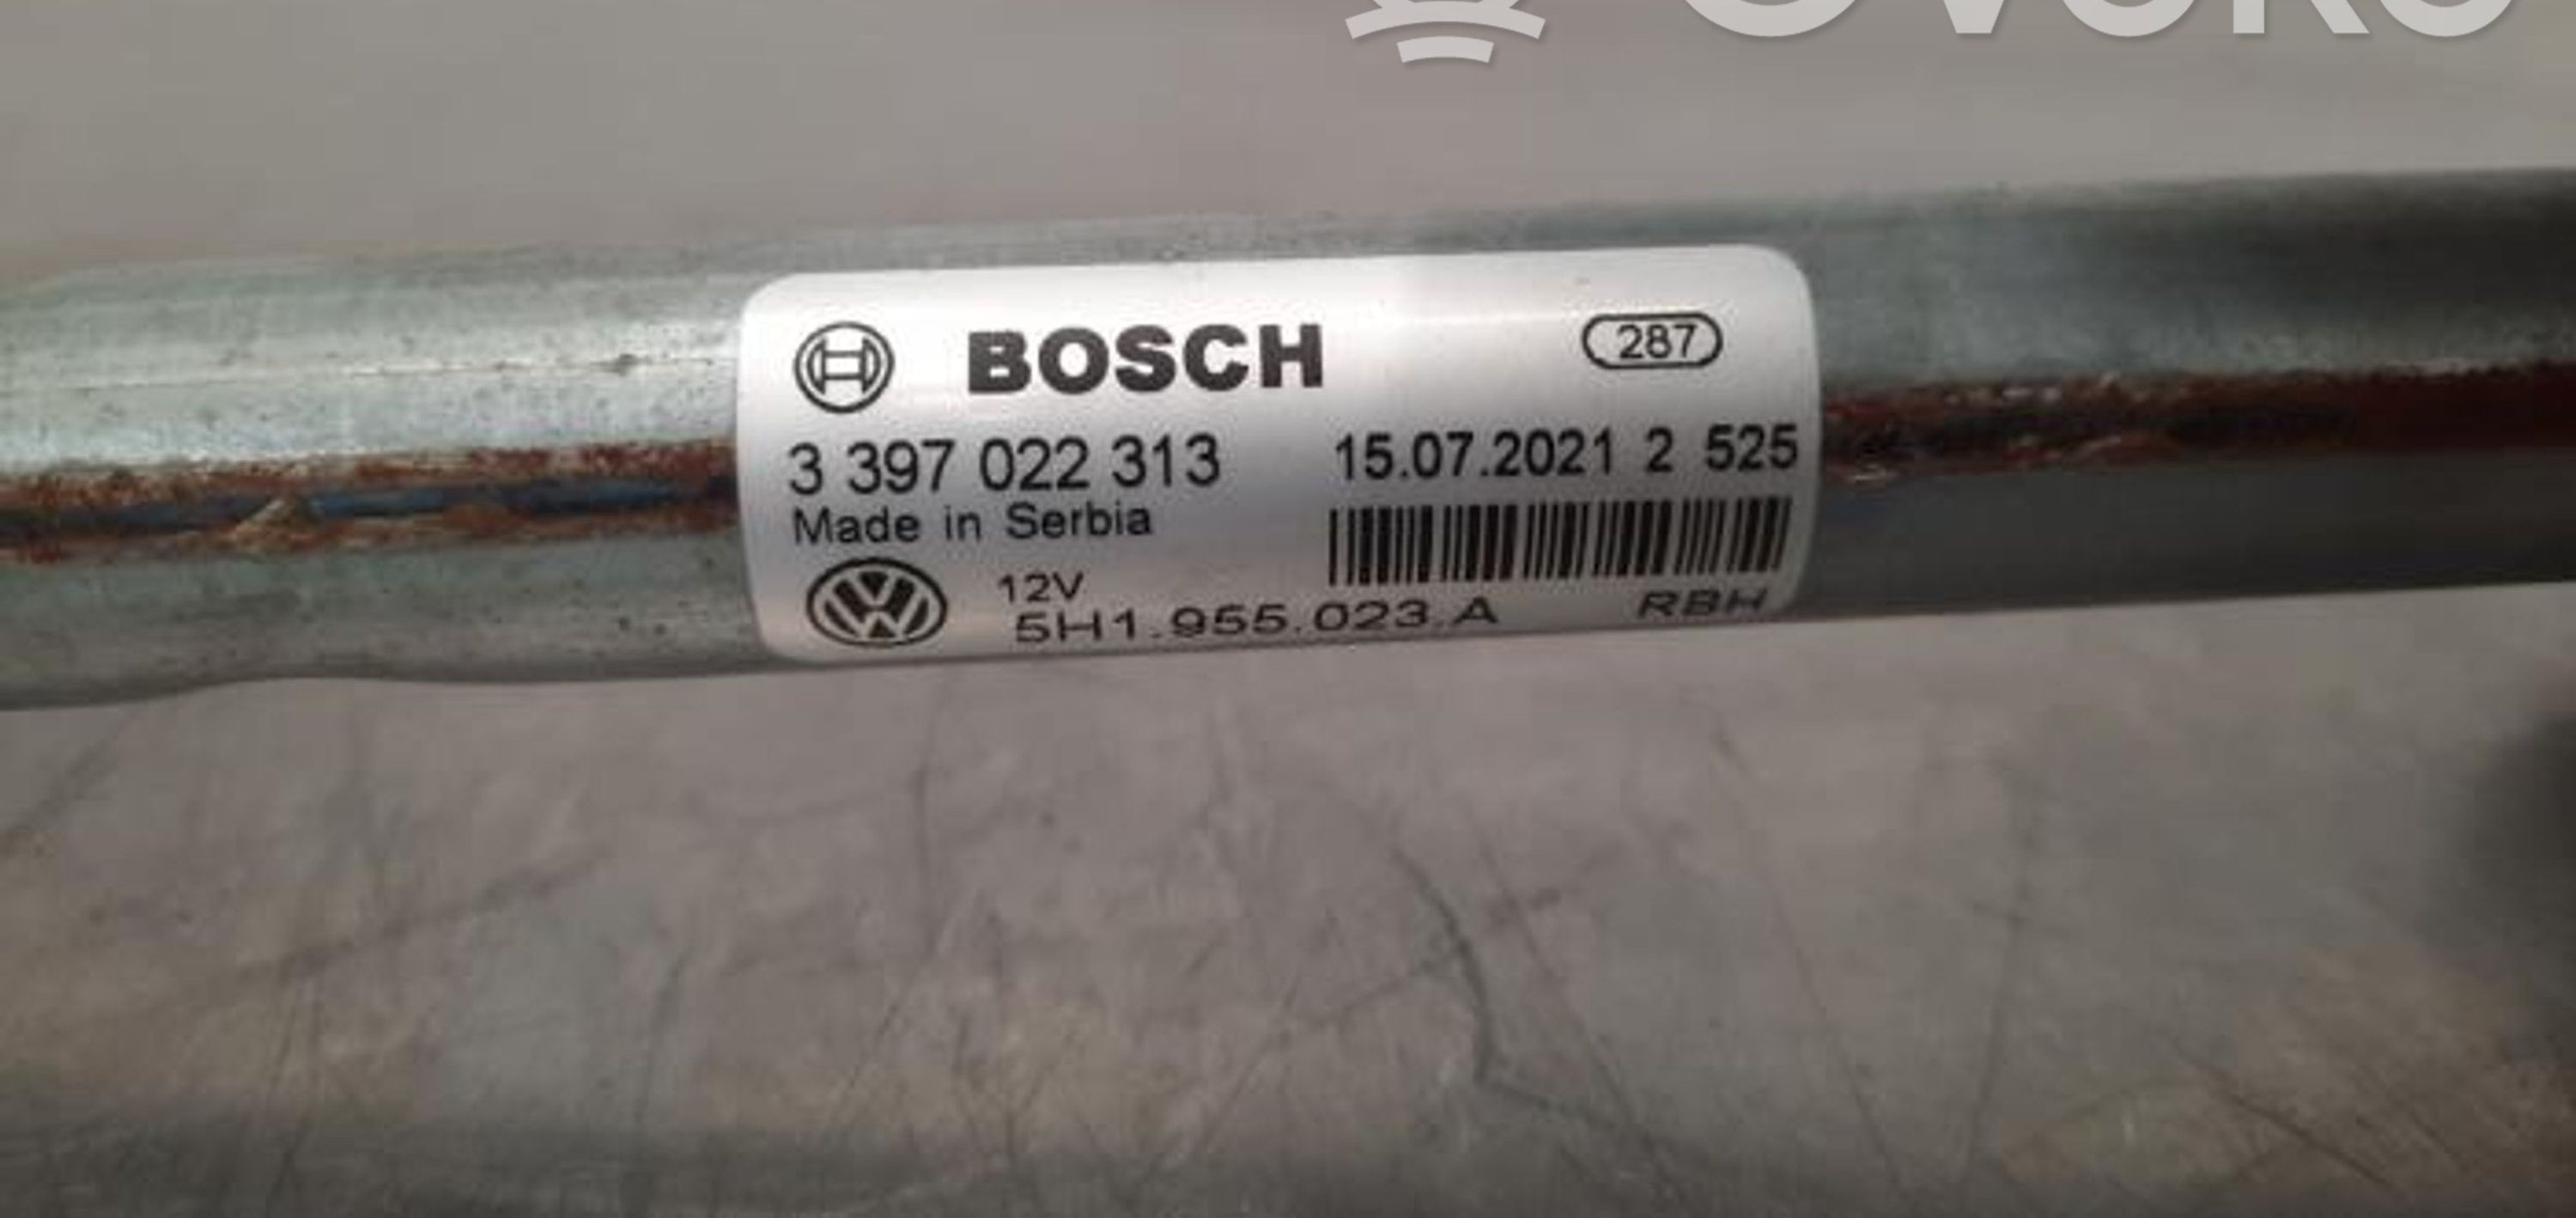 BOSCH 287
3 397 022 313 15.07.2021 2 525
Made in Serbia
12V
5H1.955.023.A RBH